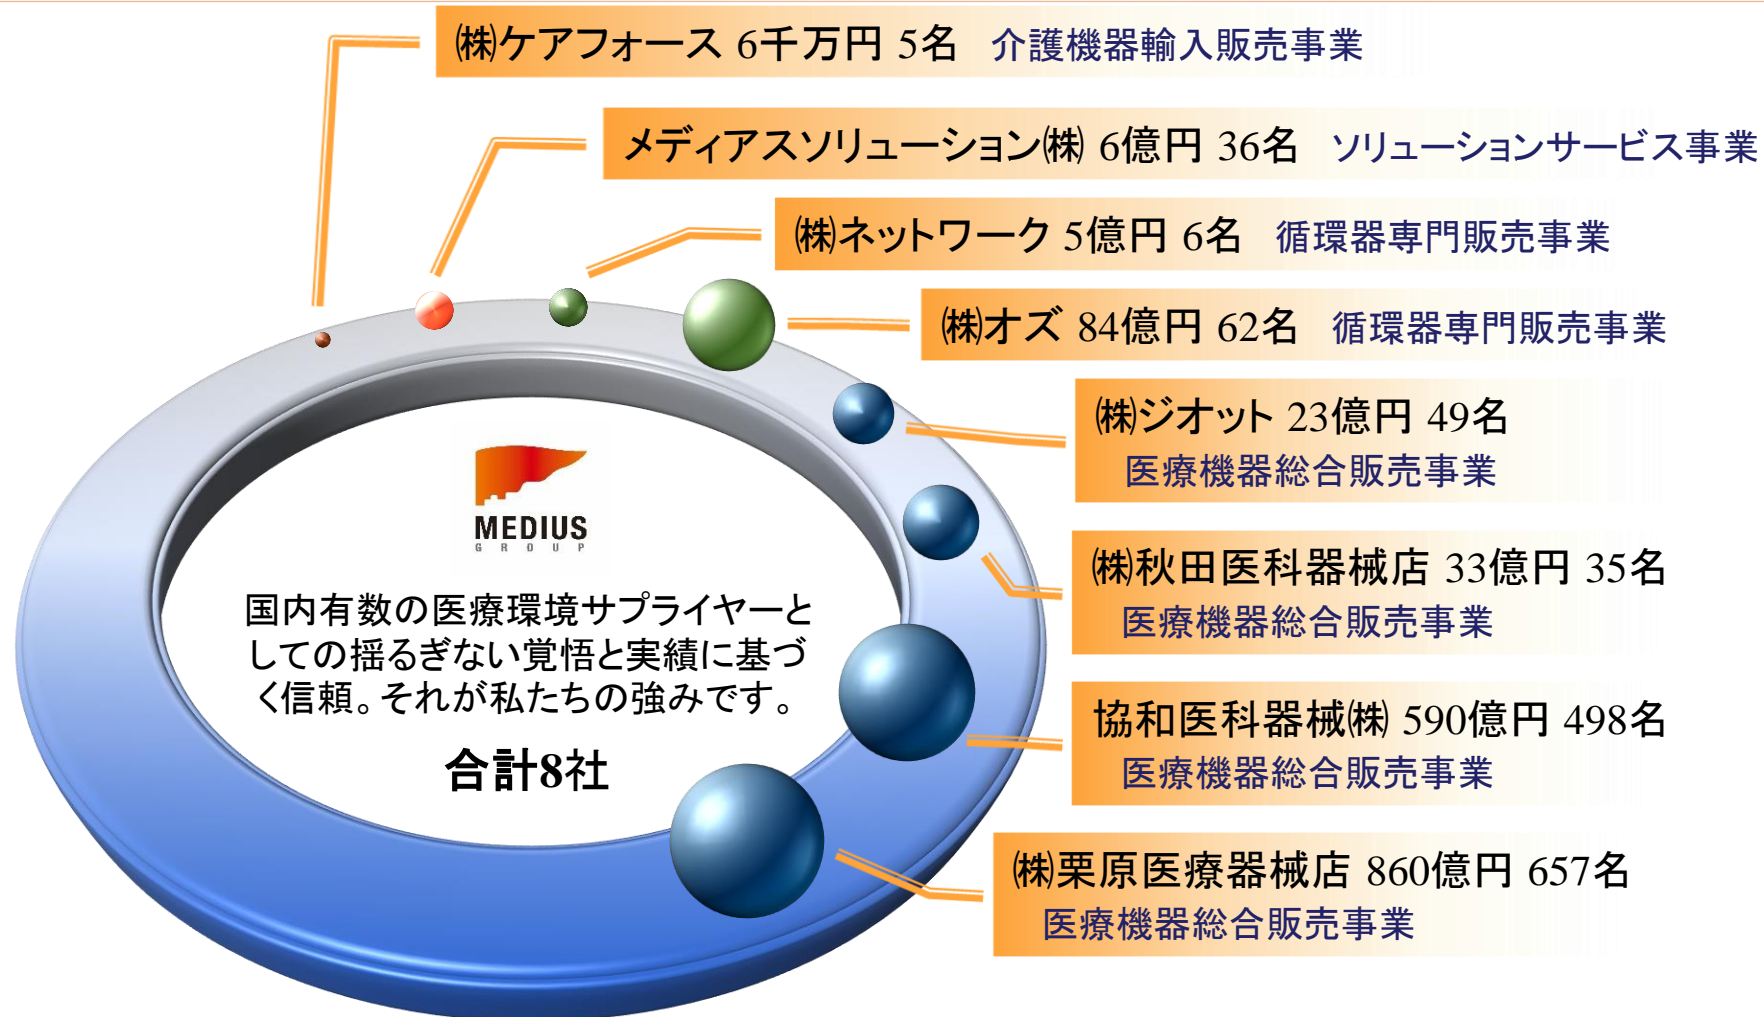 ㈱ケアフォース 6千万円 5名 介護機器輸入販売事業
メディアスソリューション㈱ 6億円 36名 ソリューションサービス事業
㈱ネットワーク 5億円 6名 循環器専門販売事業
㈱オズ 84億円 62名 循環器専門販売事業
㈱ジオット 23億円 49名
医療機器総合販売事業
㈱秋田医科器械店 33億円 35名
医療機器総合販売事業
協和医科器械㈱ 590億円 498名
医療機器総合販売事業
㈱栗原医療器械店 860億円 657名
医療機器総合販売事業
MEDIUS
GROUP
国内有数の医療環境サプライヤーと
しての揺るぎない覚悟と実績に基づ
く信頼。それが私たちの強みです。
合計8社